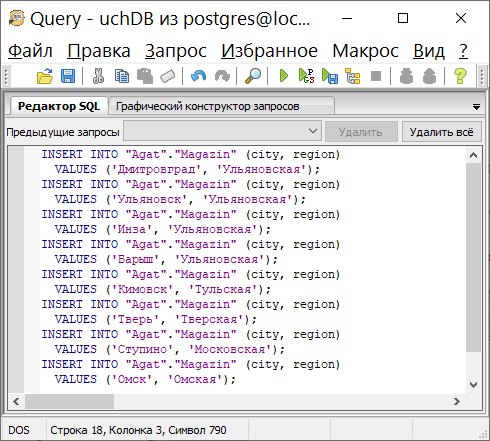 Query - uchDB из postgres@loc...
Файл Правка Запрос Избранное Макрос Вид ?
Редактор SQL Графический конструктор запросов
Предыдущие запросы Удалить Удалить всё
INSERT INTO "Agat"."Magazin" (city, region)
VALUES ('Дмитровград', 'Ульяновская');
INSERT INTO "Agat"."Magazin" (city, region)
VALUES ('Ульяновск', 'Ульяновская');
INSERT INTO "Agat"."Magazin" (city, region)
VALUES ('Инза', 'Ульяновская');
INSERT INTO "Agat"."Magazin" (city, region)
VALUES ('Барыш', 'Ульяновская');
INSERT INTO "Agat"."Magazin" (city, region)
VALUES ('Кимовск', 'Тульская');
INSERT INTO "Agat"."Magazin" (city, region)
VALUES ('Тверь', 'Тверская');
INSERT INTO "Agat"."Magazin" (city, region)
VALUES ('Ступино', 'Московская');
INSERT INTO "Agat"."Magazin" (city, region)
VALUES ('Омск', 'Омская');
DOS Строка 18, Колонка 3, Символ 790